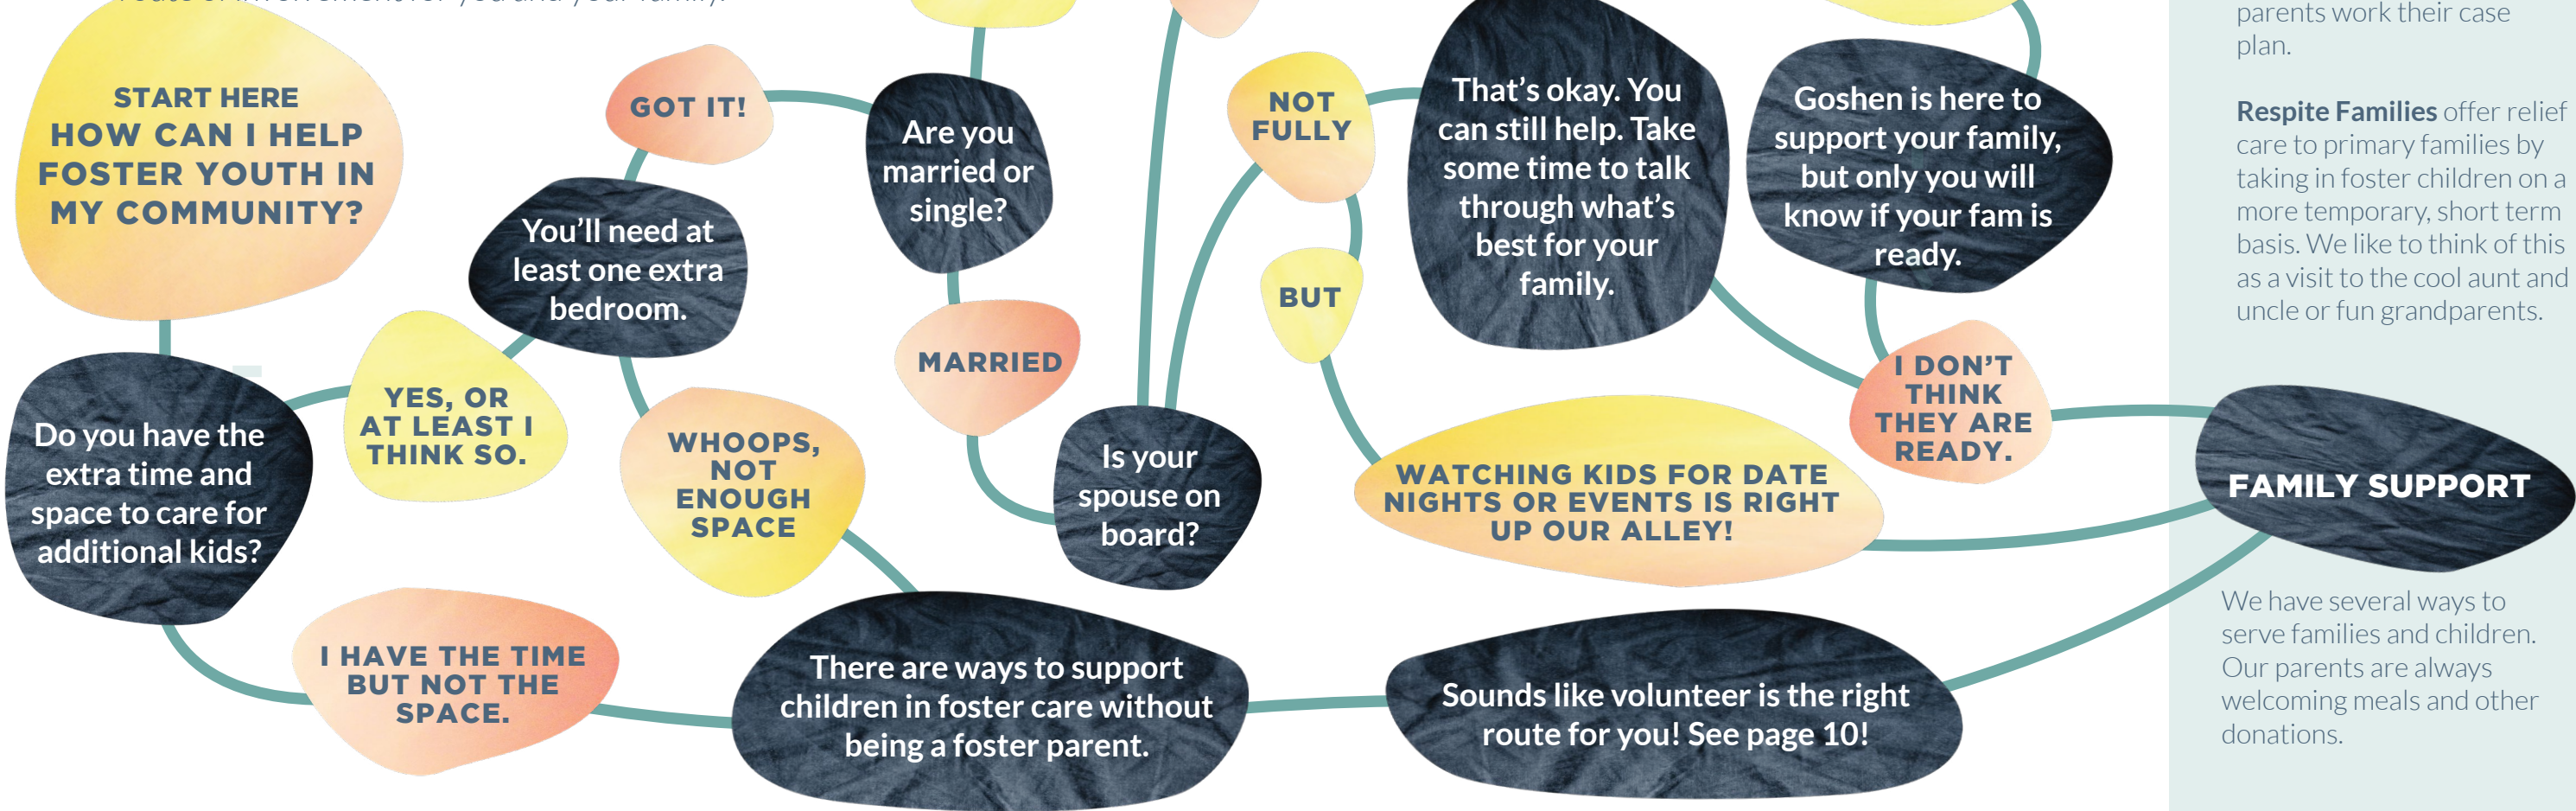 route of involvement for you and your family.
START HERE
HOW CAN I HELP
FOSTER YOUTH IN
MY COMMUNITY?
Do you have the
extra time and
space to care for
additional kids?
YES, OR
AT LEAST I
THINK SO.
I HAVE THE TIME
BUT NOT THE
SPACE.
You'll need at
least one extra
bedroom.
GOT IT!
WHOOPS,
NOT
ENOUGH
SPACE
Are you
married or
single?
MARRIED
Is your
spouse on
board?
NOT
FULLY
BUT
That's okay. You
can still help. Take
some time to talk
through what's
best for your
family.
Goshen is here to
support your family,
but only you will
know if your fam is
ready.
I DON'T
THINK
THEY ARE
READY.
WATCHING KIDS FOR DATE
NIGHTS OR EVENTS IS RIGHT
UP OUR ALLEY!
There are ways to support
children in foster care without
being a foster parent.
Sounds like volunteer is the right
route for you! See page 10!
parents work their case
plan.
Respite Families offer relief
care to primary families by
taking in foster children on a
more temporary, short term
basis. We like to think of this
as a visit to the cool aunt and
uncle or fun grandparents.
FAMILY SUPPORT
We have several ways to
serve families and children.
Our parents are always
welcoming meals and other
donations.